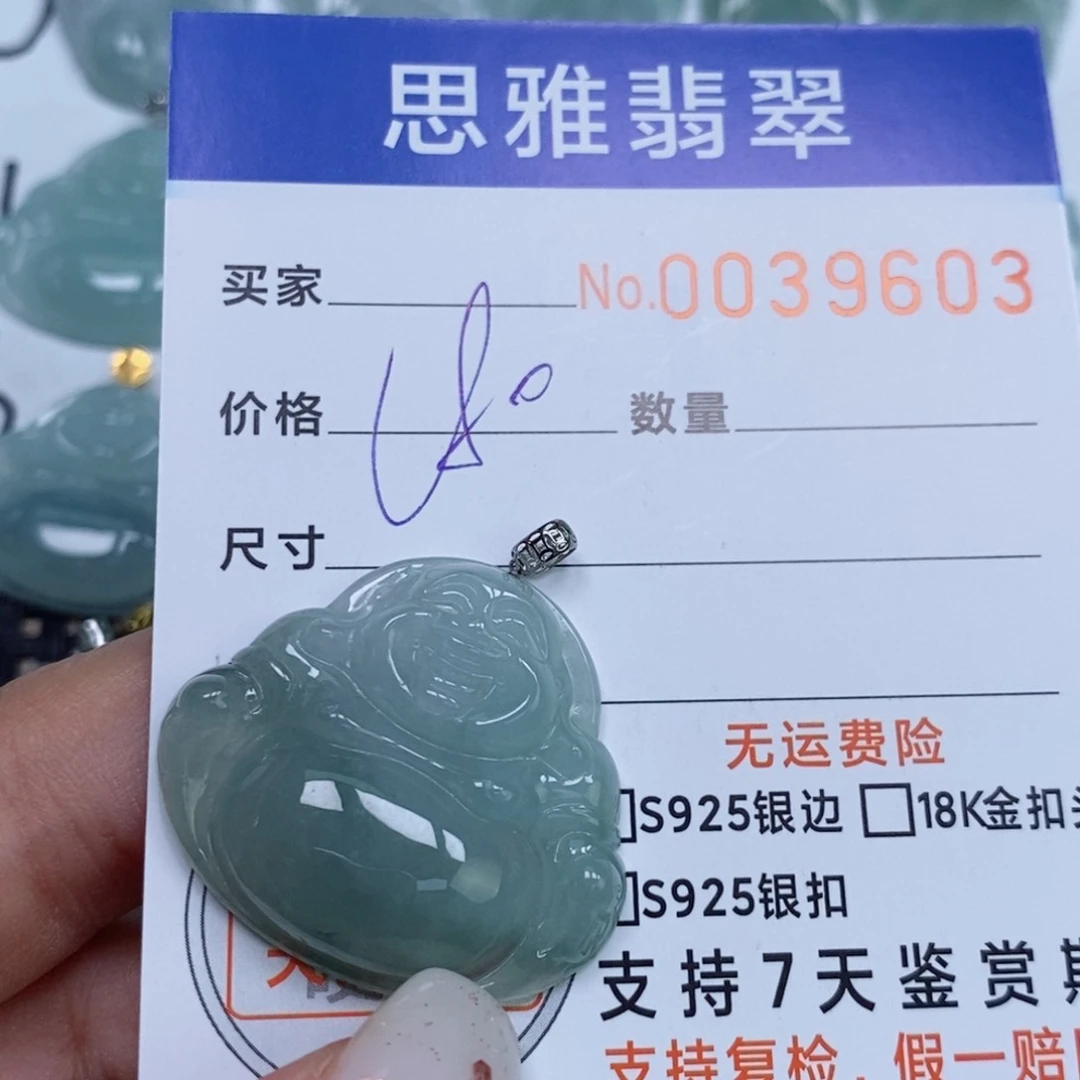 思雅翡翠
买家 No.0039603
价格 数量
尺寸
无运费险
S925银边 18K金扣
S925银扣
支持7天鉴赏期
支持复检，假一赔